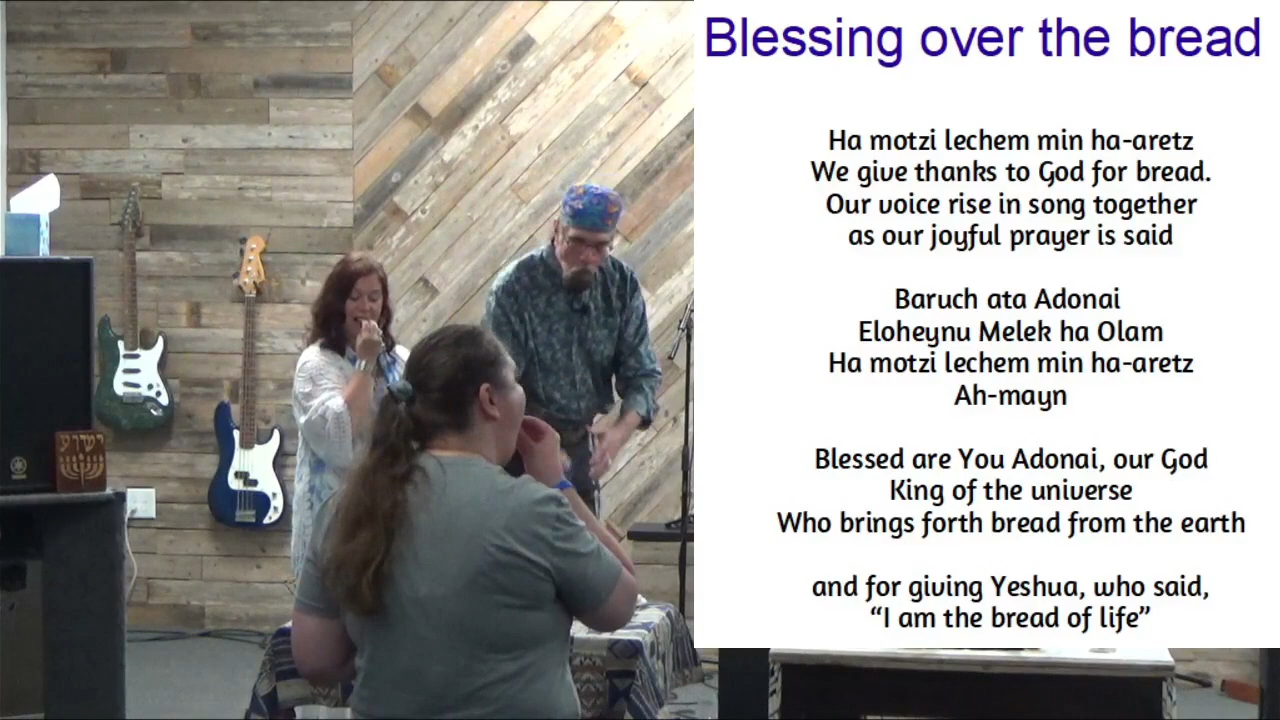 Blessing over the bread
Ha motzi lechem min ha-aretz
We give thanks to God for bread.
Our voice rise in song together
as our joyful prayer is said
Baruch ata Adonai
Eloheynu Melek ha Olam
Ha motzi lechem min ha-aretz
Ah-mayn
Blessed are You Adonai, our God
King of the universe
Who brings forth bread from the earth
and for giving Yeshua, who said,
“I am the bread of life”
ישוע